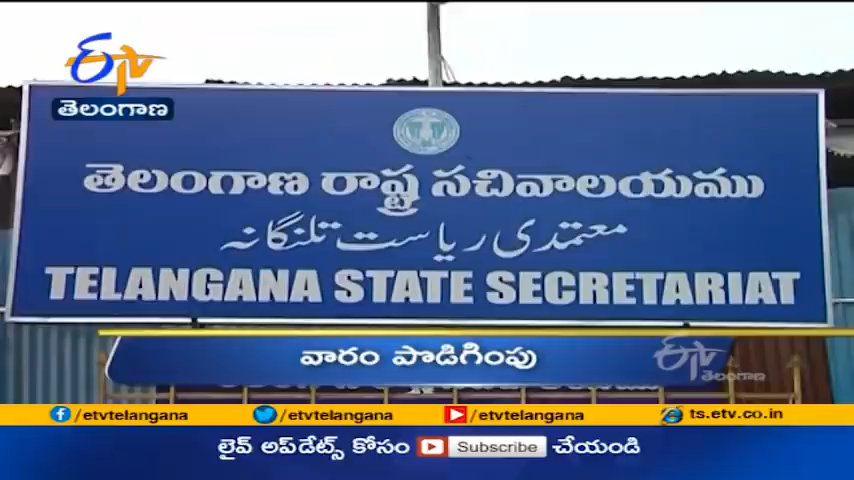 etv
తెలంగాణ
తెలంగాణ రాష్ట్ర సచివాలయము
معتمدی ریاست تلنگانہ
TELANGANA STATE SECRETARIAT
వారం పొడిగింపు
etv తెలంగాణ
/etvtelangana /etvtelangana /etvtelangana ts.etv.co.in
లైవ్ అప్‌డేట్స్ కోసం Subscribe చేయండి